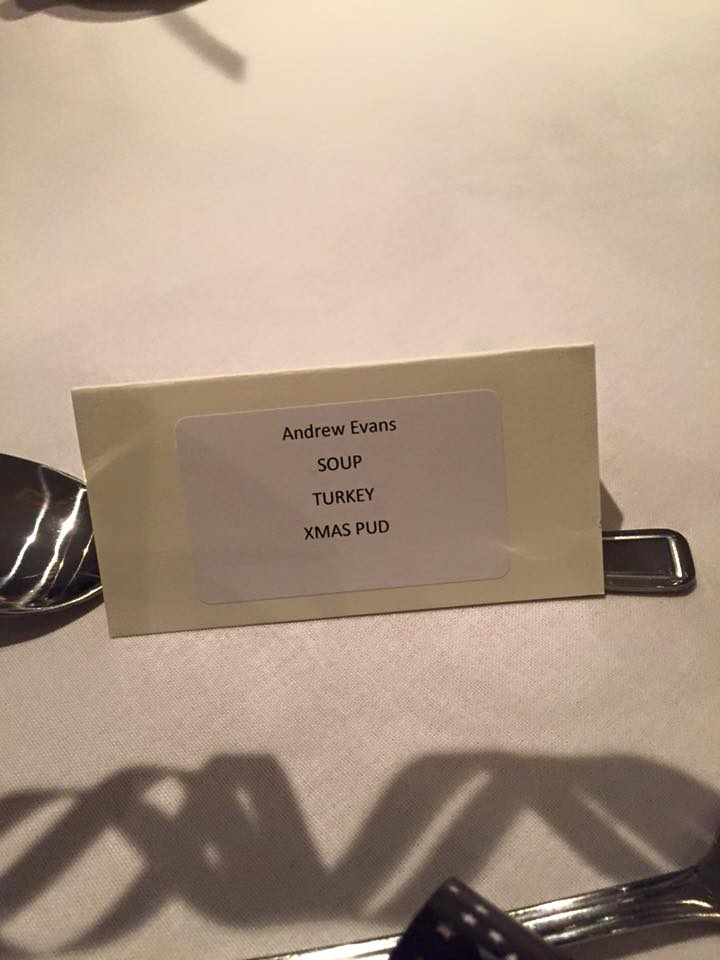 Andrew Evans
SOUP
TURKEY
XMAS PUD